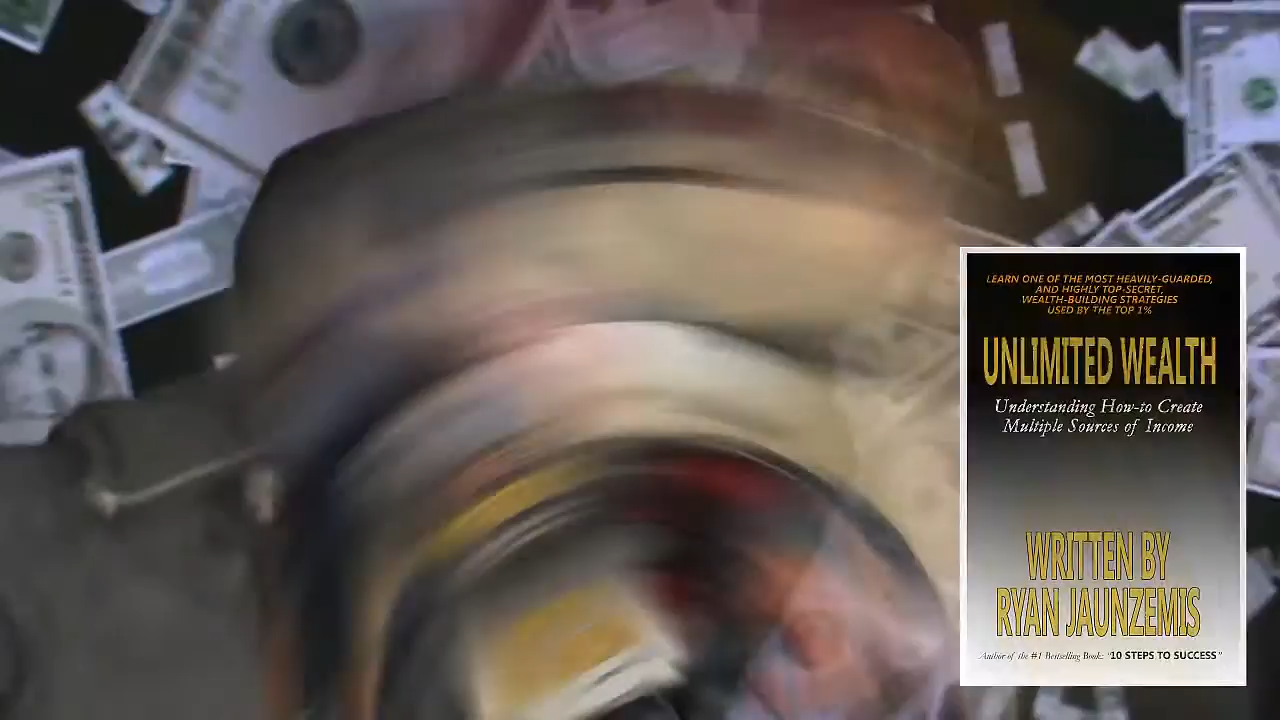 LEARN ONE OF THE MOST HEAVILY-GUARDED,
AND HIGHLY TOP-SECRET,
WEALTH-BUILDING STRATEGIES
USED BY THE TOP 1%
UNLIMITED WEALTH
Understanding How-to Create
Multiple Sources of Income
WRITTEN BY
RYAN JAUNZEMIS
Author of the #1 Bestselling Book: "10 STEPS TO SUCCESS"